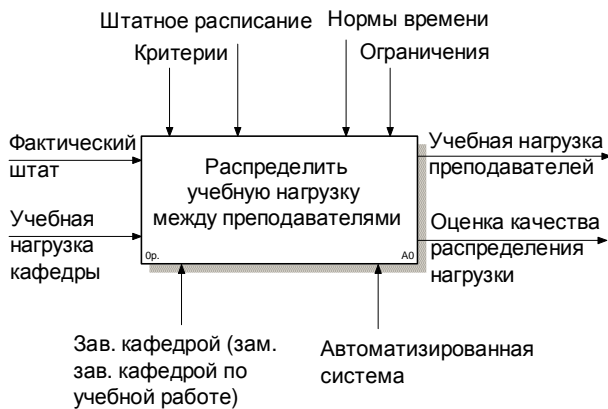 Штатное расписание
Нормы времени
Критерии
Ограничения
Фактический
штат
Распределить
учебную нагрузку
между преподавателями
Учебная нагрузка
преподавателей
Учебная
нагрузка
кафедры
Оценка качества
распределения
нагрузки
0р.
A0
Зав. кафедрой (зам.
зав. кафедрой по
учебной работе)
Автоматизированная
система